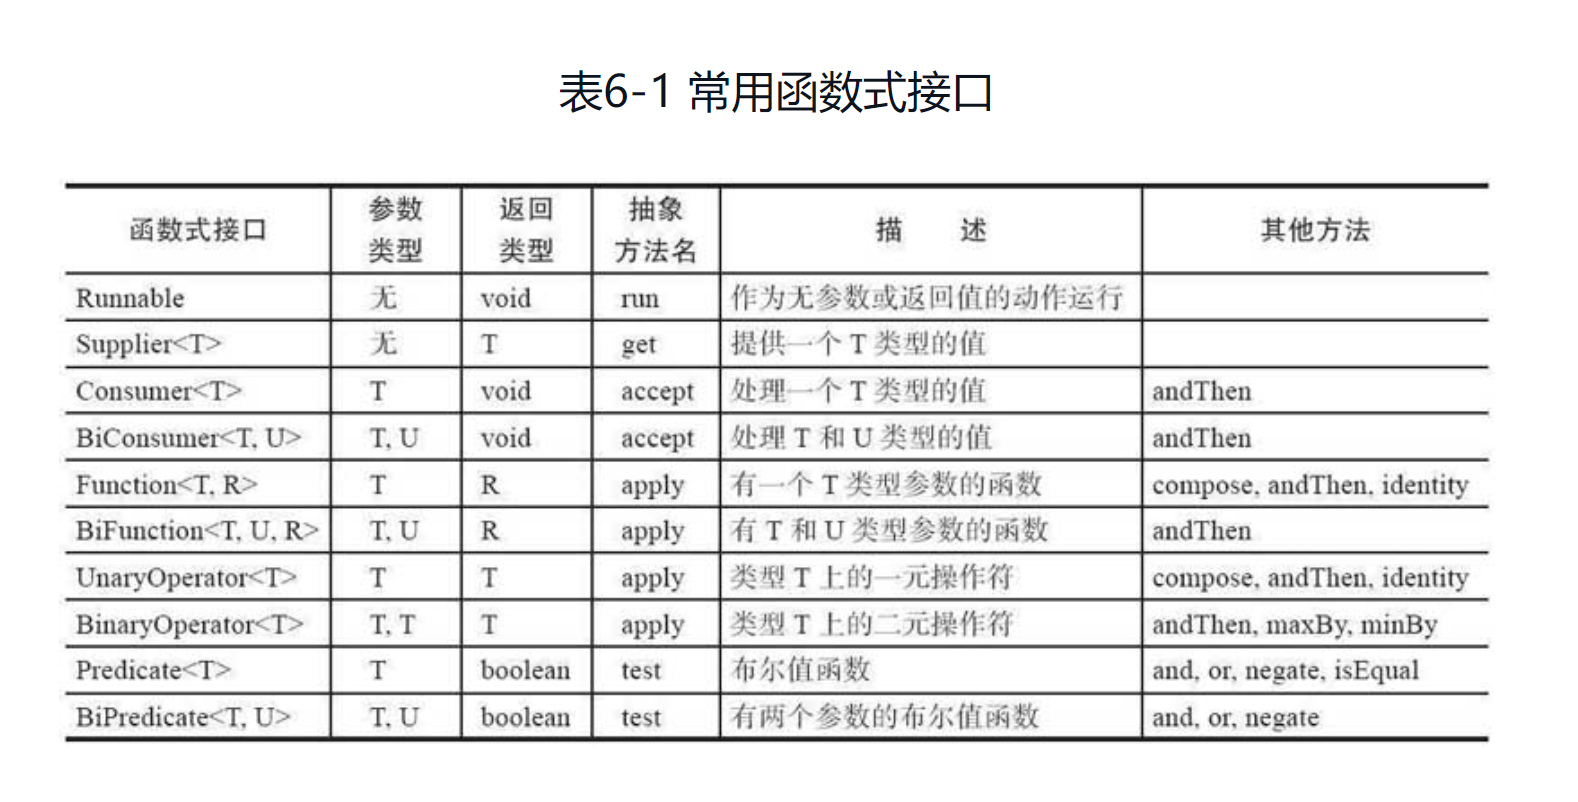 表6-1 常用函数式接口
函数式接口 参数类型 返回类型 抽象方法名 描 述 其他方法
Runnable 无 void run 作为无参数或返回值的动作运行
Supplier<T> 无 T get 提供一个 T 类型的值
Consumer<T> T void accept 处理一个 T 类型的值 andThen
BiConsumer<T, U> T, U void accept 处理 T 和 U 类型的值 andThen
Function<T, R> T R apply 有一个 T 类型参数的函数 compose, andThen, identity
BiFunction<T, U, R> T, U R apply 有 T 和 U 类型参数的函数 andThen
UnaryOperator<T> T T apply 类型 T 上的一元操作符 compose, andThen, identity
BinaryOperator<T> T, T T apply 类型 T 上的二元操作符 andThen, maxBy, minBy
Predicate<T> T boolean test 布尔值函数 and, or, negate, isEqual
BiPredicate<T, U> T, U boolean test 有两个参数的布尔值函数 and, or, negate